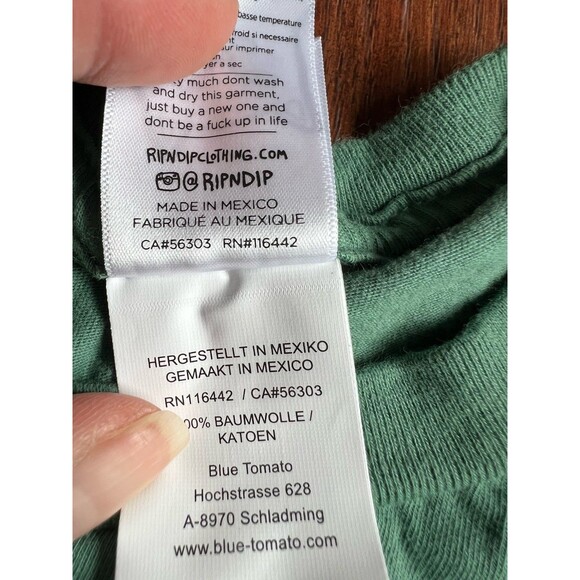 basse temperature
froid si necessaire
ur imprimer
yer a sec
much dont wash
and dry this garment,
just buy a new one and
dont be a fuck up in life
RIPNDIPCLOTHING.COM
@RIPNDIP
MADE IN MEXICO
FABRIQUÉ AU MEXIQUE
CA#56303 RN#116442
HERGESTELLT IN MEXIKO
GEMAAKT IN MEXICO
RN116442 / CA#56303
00% BAUMWOLLE /
KATOEN
Blue Tomato
Hochstrasse 628
A-8970 Schladming
www.blue-tomato.com